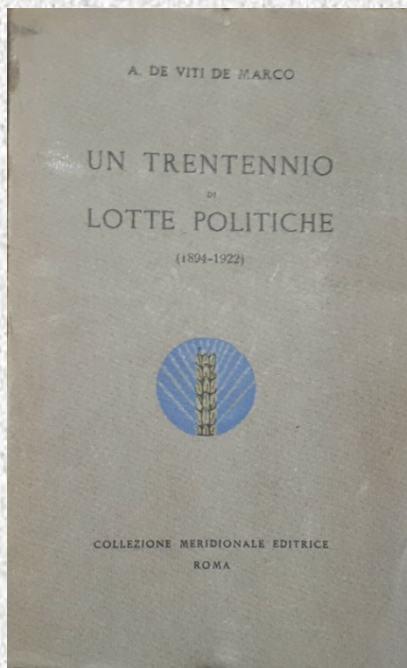 A. DE VITI DE MARCO
UN TRENTENNIO
DI
LOTTE POLITICHE
(1894-1922)
COLLEZIONE MERIDIONALE EDITRICE
ROMA